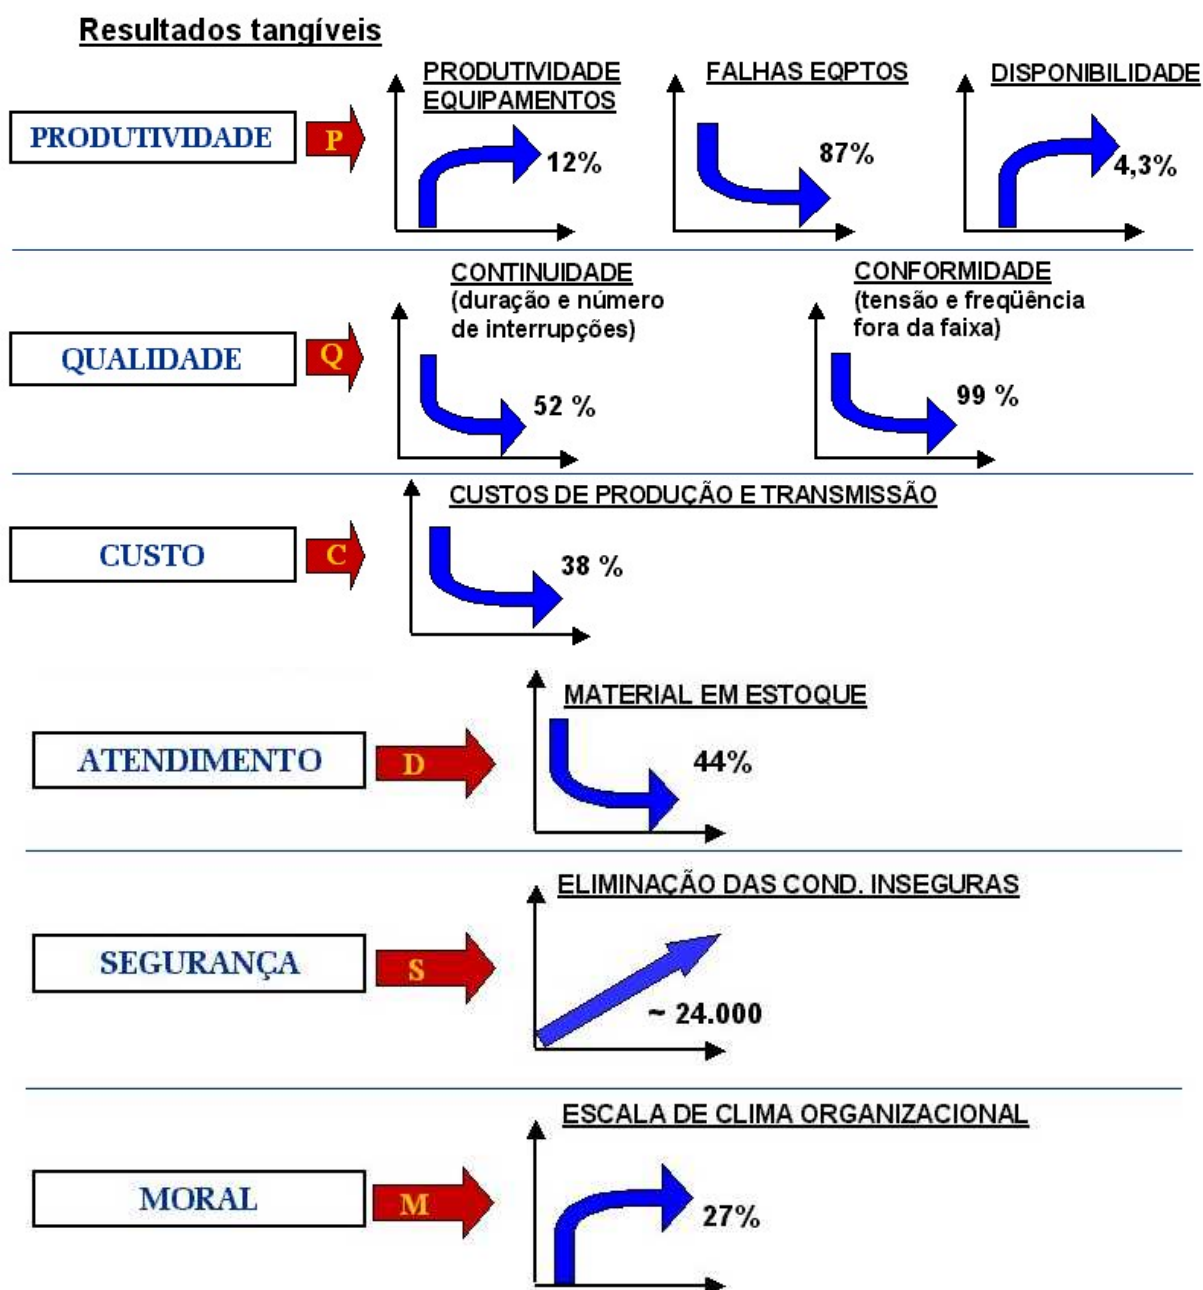 Resultados tangíveis
PRODUTIVIDADE
P
PRODUTIVIDADE
EQUIPAMENTOS
12%
FALHAS EQPTOS
87%
DISPONIBILIDADE
4,3%
QUALIDADE
Q
CONTINUIDADE
(duração e número
de interrupções)
52 %
CONFORMIDADE
(tensão e freqüência
fora da faixa)
99 %
CUSTO
C
CUSTOS DE PRODUÇÃO E TRANSMISSÃO
38 %
ATENDIMENTO
D
MATERIAL EM ESTOQUE
44%
SEGURANÇA
S
ELIMINAÇÃO DAS COND. INSEGURAS
~ 24.000
MORAL
M
ESCALA DE CLIMA ORGANIZACIONAL
27%